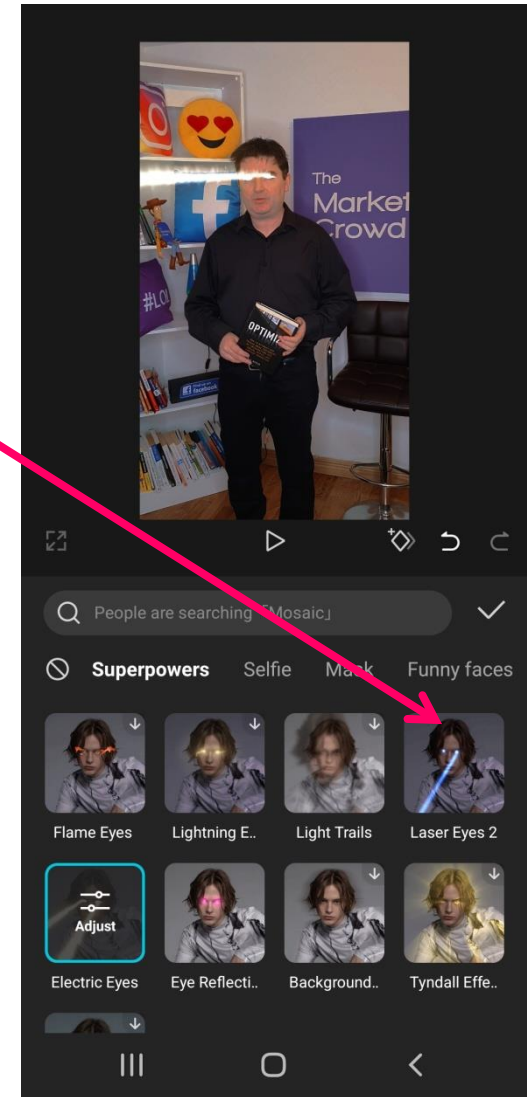 The
Market
Crowd
#LO
OPTIMIZ
facebook
People are searching「Mosaic」
Superpowers Selfie Mask Funny faces
Flame Eyes Lightning E.. Light Trails Laser Eyes 2
Adjust
Electric Eyes Eye Reflecti.. Background.. Tyndall Effe..